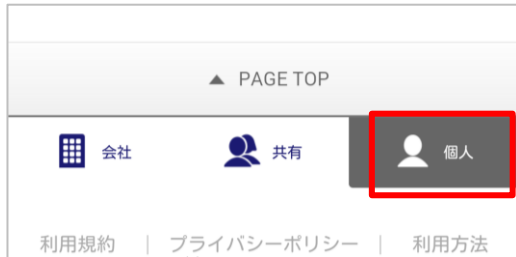 ▲ PAGE TOP
会社 共有 個人
利用規約 | プライバシーポリシー | 利用方法